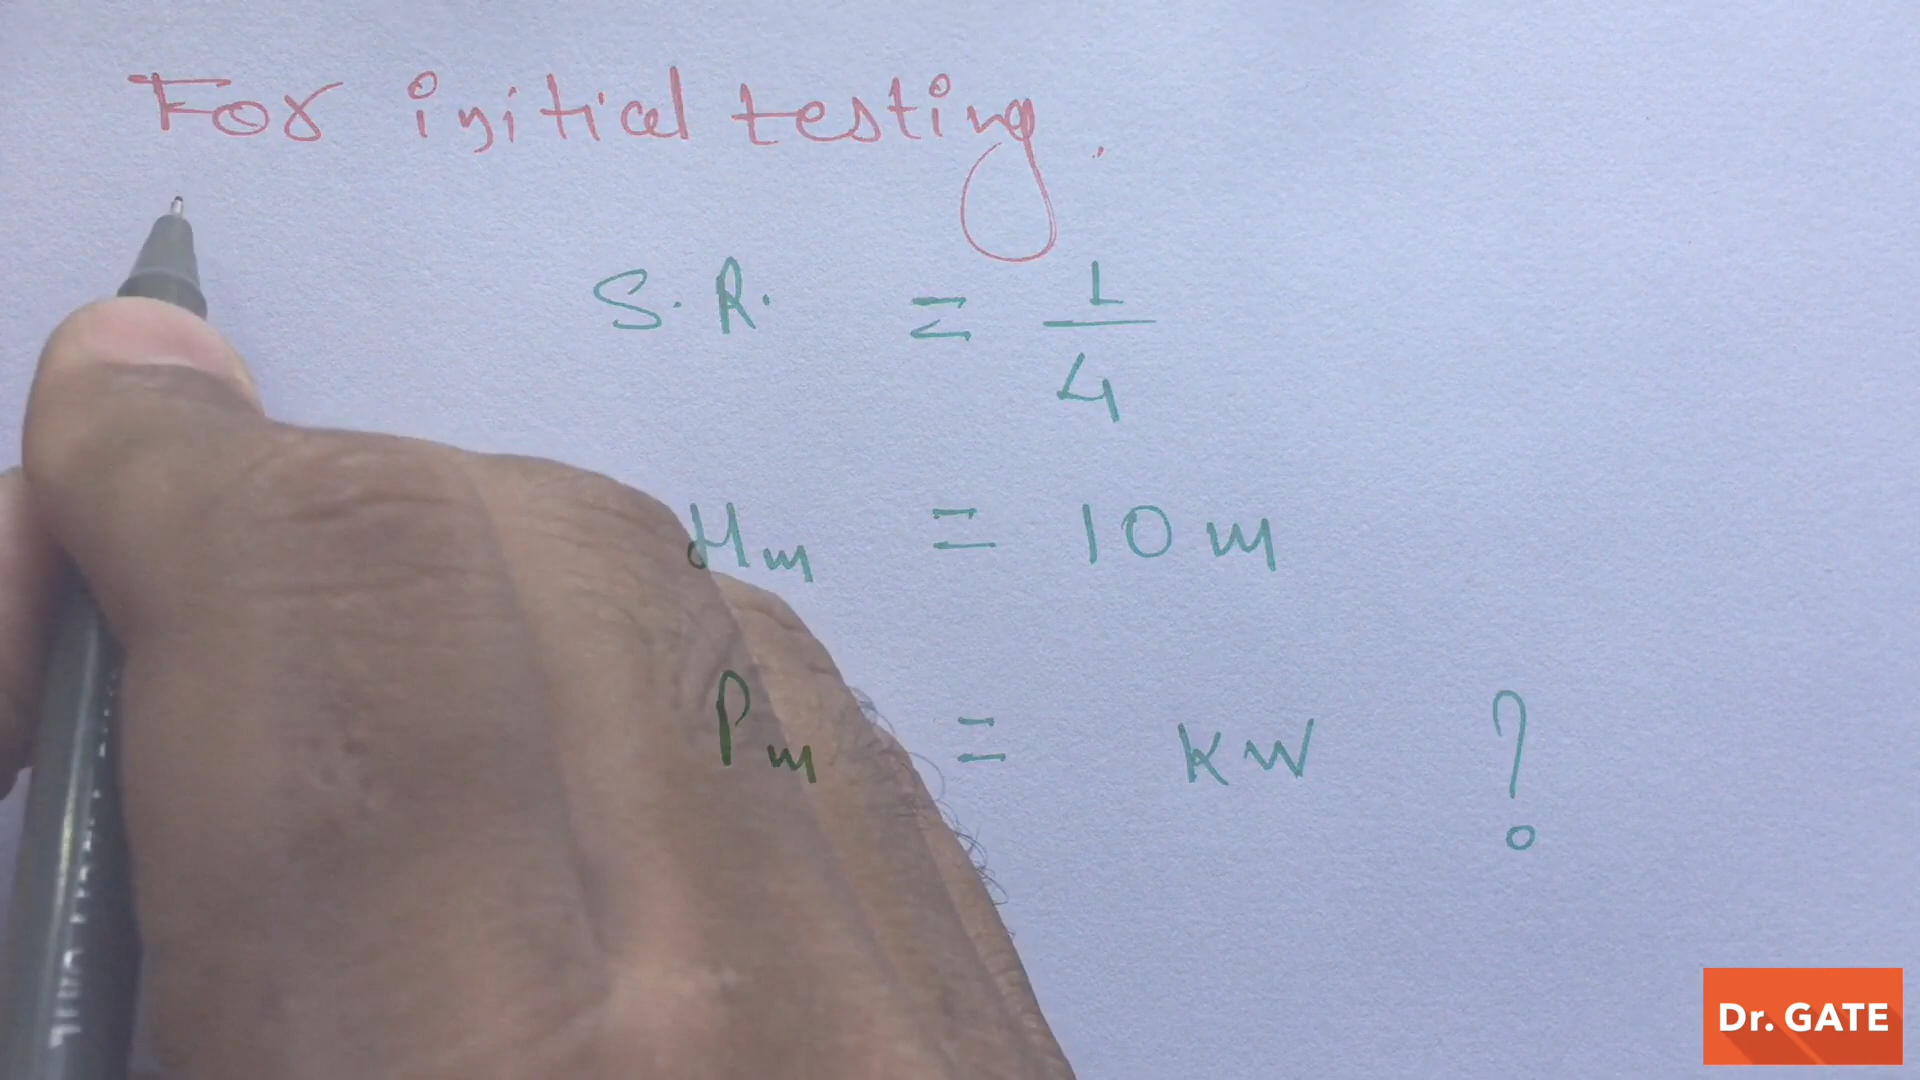 For initial testing.
S.R. = 1/4
Hm = 10 m
Pm = kW ?
Dr. GATE